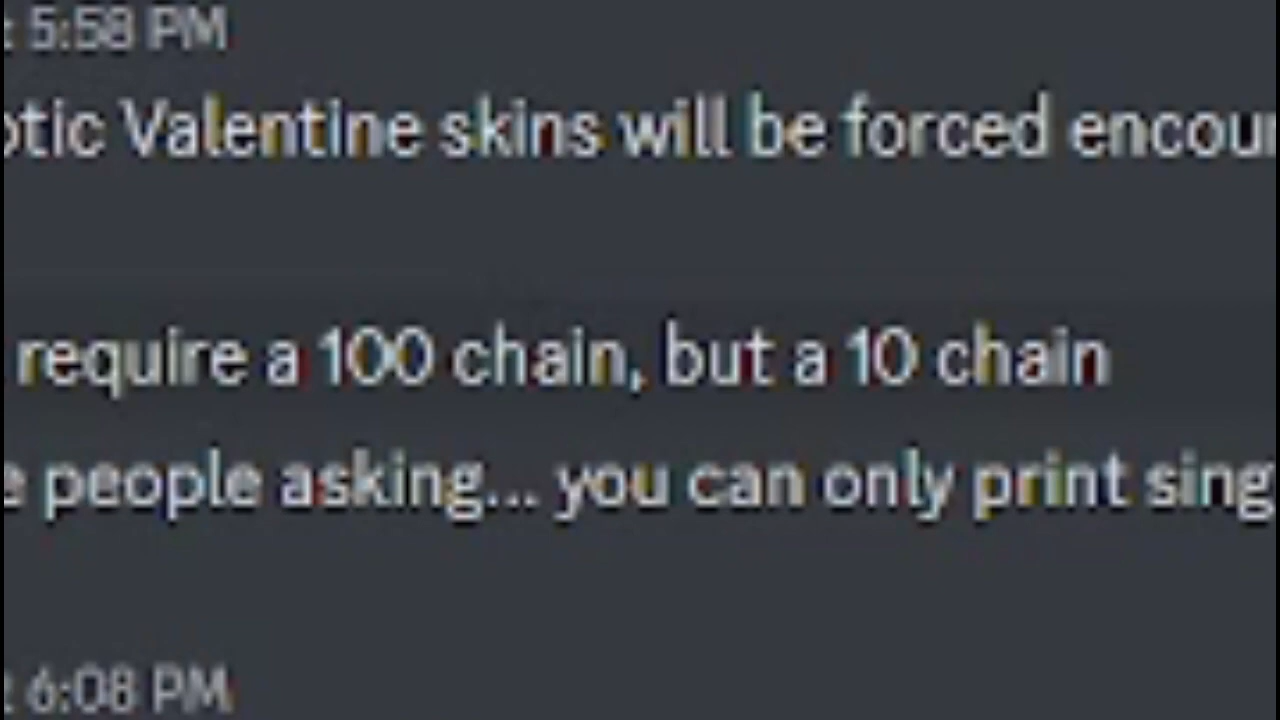 : 5:58 PM
otic Valentine skins will be forced encour
require a 100 chain, but a 10 chain
e people asking... you can only print sing
: 6:08 PM